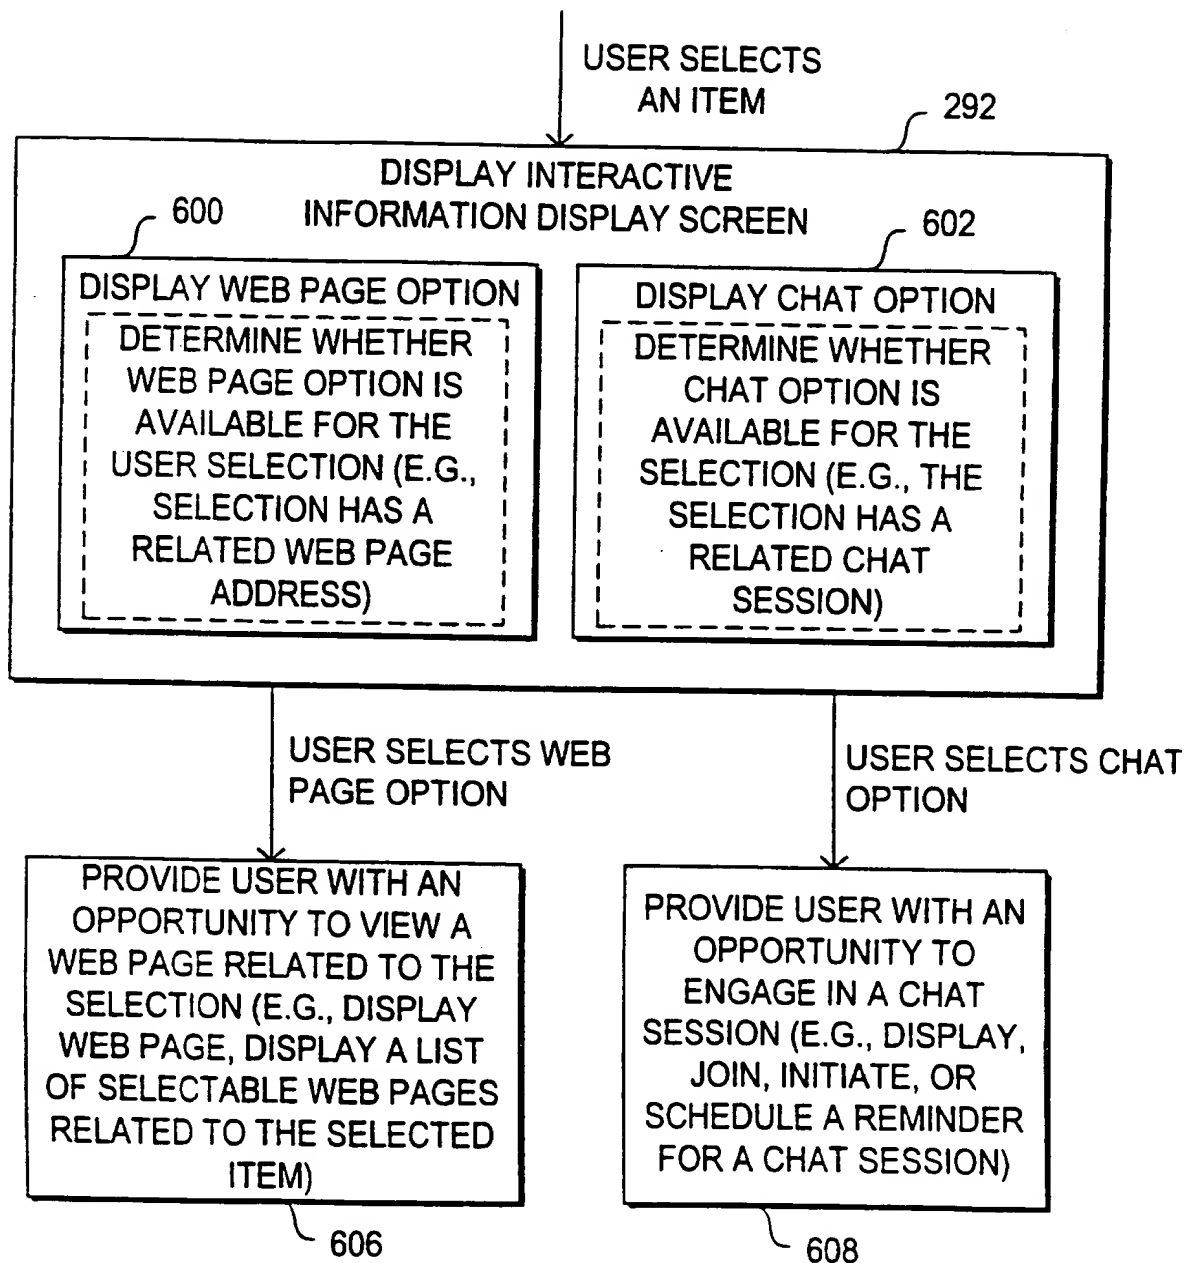 USER SELECTS
AN ITEM
292
DISPLAY INTERACTIVE
INFORMATION DISPLAY SCREEN
600
602
DISPLAY WEB PAGE OPTION
DETERMINE WHETHER
WEB PAGE OPTION IS
AVAILABLE FOR THE
USER SELECTION (E.G.,
SELECTION HAS A
RELATED WEB PAGE
ADDRESS)
DISPLAY CHAT OPTION
DETERMINE WHETHER
CHAT OPTION IS
AVAILABLE FOR THE
SELECTION (E.G., THE
SELECTION HAS A
RELATED CHAT
SESSION)
USER SELECTS WEB
PAGE OPTION
USER SELECTS CHAT
OPTION
PROVIDE USER WITH AN
OPPORTUNITY TO VIEW A
WEB PAGE RELATED TO THE
SELECTION (E.G., DISPLAY
WEB PAGE, DISPLAY A LIST
OF SELECTABLE WEB PAGES
RELATED TO THE SELECTED
ITEM)
606
PROVIDE USER WITH AN
OPPORTUNITY TO
ENGAGE IN A CHAT
SESSION (E.G., DISPLAY,
JOIN, INITIATE, OR
SCHEDULE A REMINDER
FOR A CHAT SESSION)
608